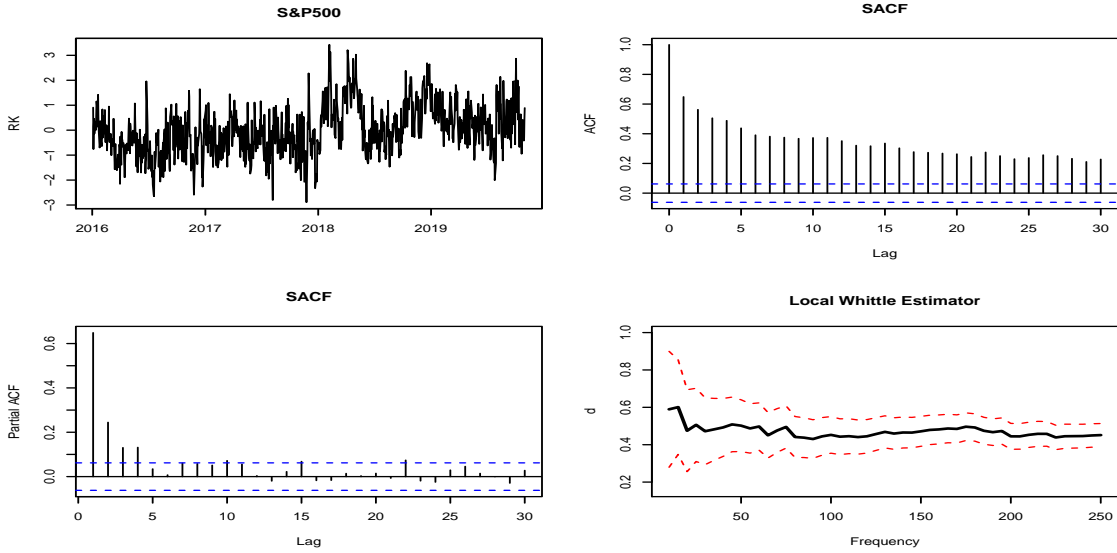 S&P500
RK
3
2
1
0
-1
-2
-3
2016 2017 2018 2019
SACF
ACF
1.0
0.8
0.6
0.4
0.2
0.0
0 5 10 15 20 25 30
Lag
SACF
Partial ACF
0.6
0.4
0.2
0.0
0 5 10 15 20 25 30
Lag
Local Whittle Estimator
d
1.0
0.8
0.6
0.4
0.2
50 100 150 200 250
Frequency